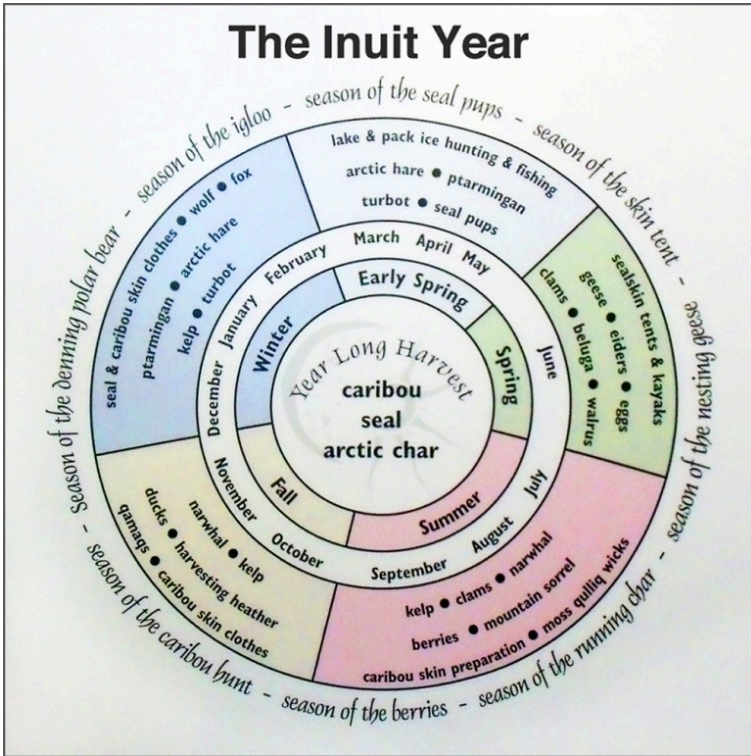 The Inuit Year
Season of the denning polar bear - season of the igloo - season of the seal pups - season of the skin tent - season of the nesting geese - season of the running char - season of the berries - season of the caribou hunt -
lake & pack ice hunting & fishing
arctic hare ● ptarmigan
turbot ● seal pups
sealskin tents & kayaks
geese ● eiders ● eggs
clams ● beluga ● walrus
kelp ● clams ● narwhal
berries ● mountain sorrel
caribou skin preparation ● moss qulliq wicks
narwhal ● kelp
ducks ● harvesting heather
qamaqs ● caribou skin clothes
seal & caribou skin clothes ● wolf ● fox
ptarmigan ● arctic hare
kelp ● turbot
January
February
March
April
May
June
July
August
September
October
November
December
Early Spring
Spring
Summer
Fall
Winter
Year Long Harvest
caribou
seal
arctic char